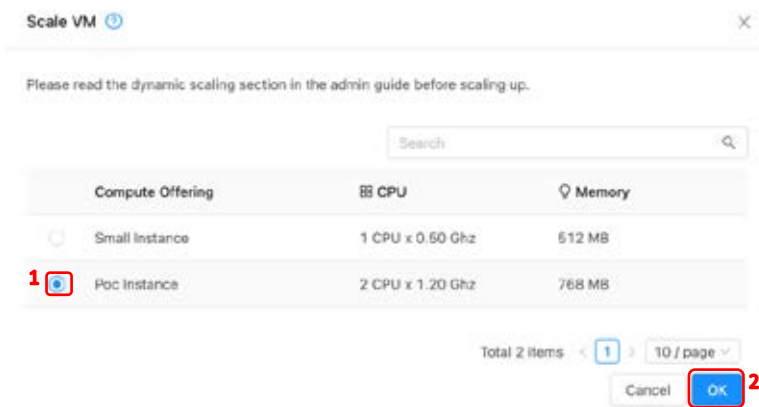 Scale VM
Please read the dynamic scaling section in the admin guide before scaling up.
Search
Compute Offering CPU Memory
Small Instance 1 CPU x 0.50 Ghz 512 MB
1 Poc Instance 2 CPU x 1.20 Ghz 768 MB
Total 2 items < 1 > 10 / page
Cancel OK 2